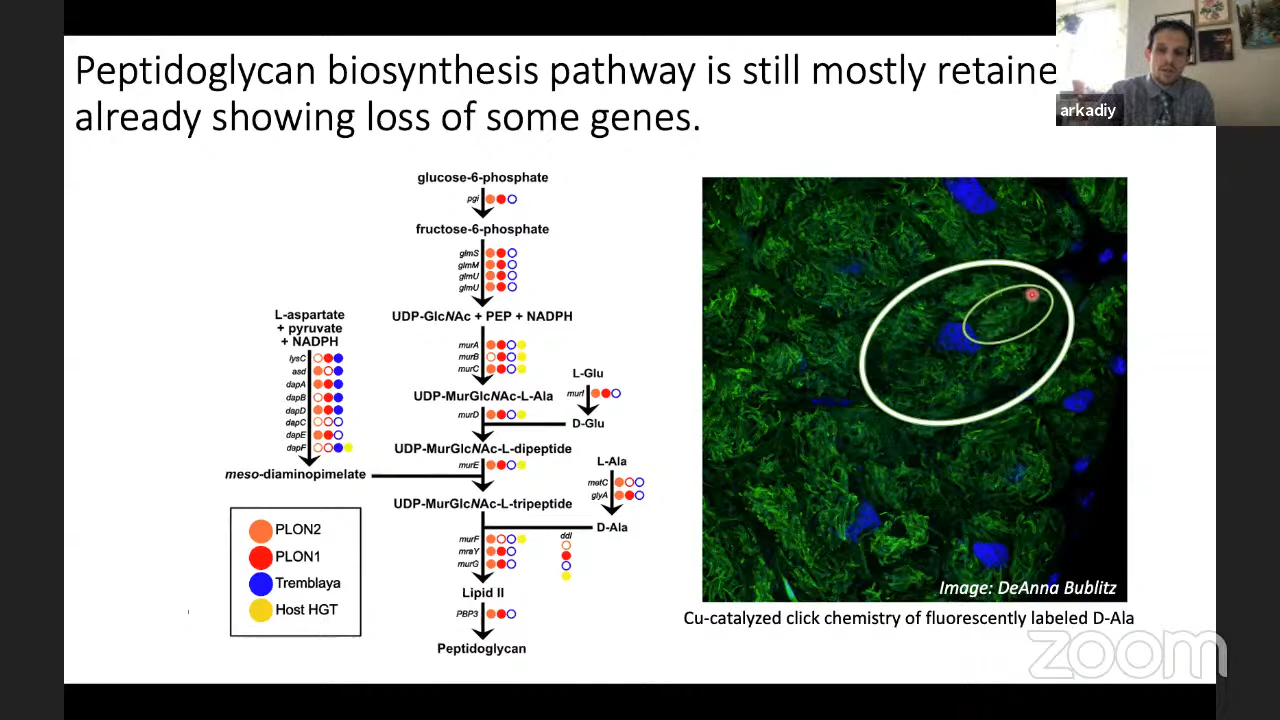 Peptidoglycan biosynthesis pathway is still mostly retaine
already showing loss of some genes.
arkadiy
glucose-6-phosphate
pgi
fructose-6-phosphate
glmS
glmM
glmU
glmU
UDP-GlcNAc + PEP + NADPH
murA
murB
murC
UDP-MurGlcNAc-L-Ala
murD
UDP-MurGlcNAc-L-dipeptide
murE
UDP-MurGlcNAc-L-tripeptide
murF
mraY
murG
Lipid II
PBP3
Peptidoglycan
L-aspartate
+ pyruvate
+ NADPH
lysC
asd
dapA
dapB
dapD
dapC
dapE
dapF
meso-diaminopimelate
L-Glu
murI
D-Glu
L-Ala
metC
glyA
D-Ala
ddl
PLON2
PLON1
Tremblaya
Host HGT
Image: DeAnna Bublitz
Cu-catalyzed click chemistry of fluorescently labeled D-Ala
zoom